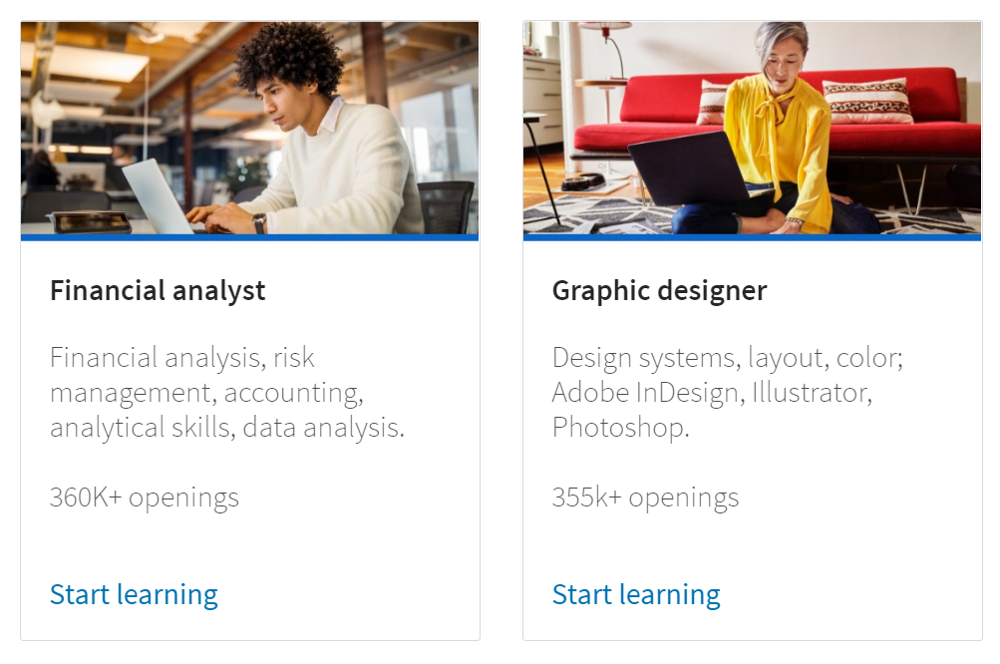 Financial analyst
Financial analysis, risk
management, accounting,
analytical skills, data analysis.
360K+ openings
Start learning
Graphic designer
Design systems, layout, color;
Adobe InDesign, Illustrator,
Photoshop.
355k+ openings
Start learning